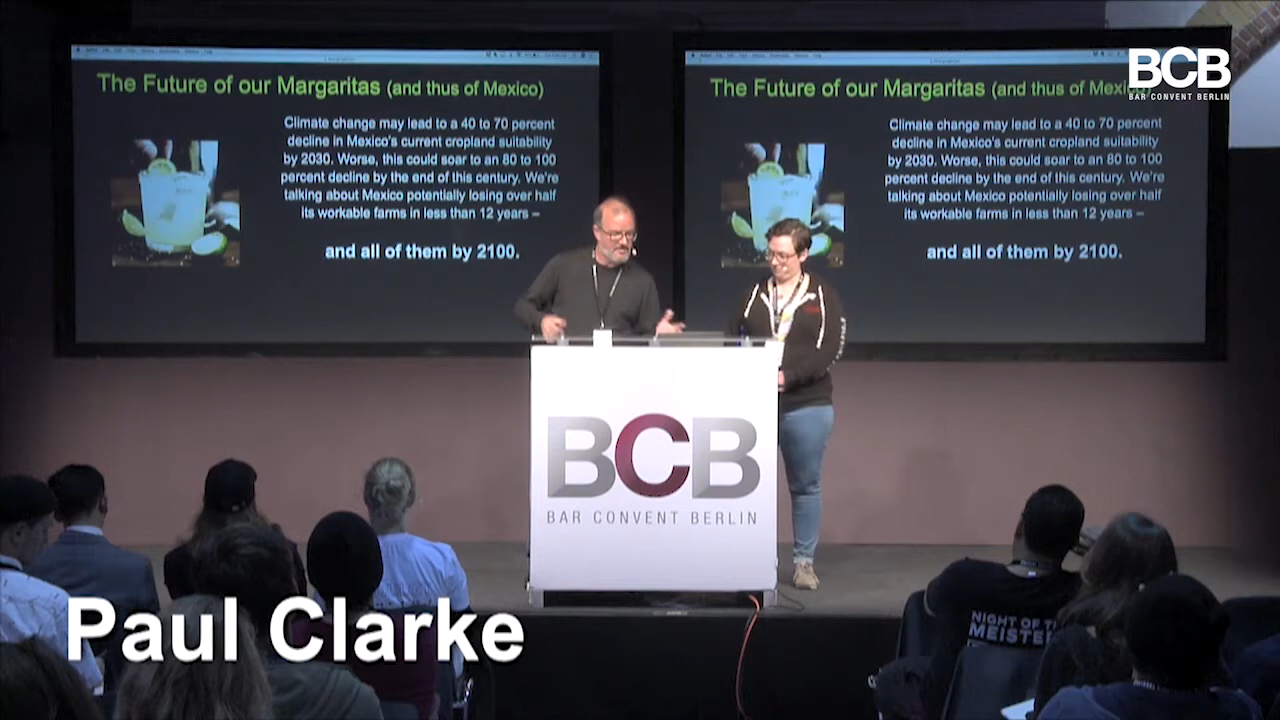 The Future of our Margaritas (and thus of Mexico)
Climate change may lead to a 40 to 70 percent
decline in Mexico's current cropland suitability
by 2030. Worse, this could soar to an 80 to 100
percent decline by the end of this century. We're
talking about Mexico potentially losing over half
its workable farms in less than 12 years –
and all of them by 2100.
The Future of our Margaritas (and thus of Mexico)
Climate change may lead to a 40 to 70 percent
decline in Mexico's current cropland suitability
by 2030. Worse, this could soar to an 80 to 100
percent decline by the end of this century. We're
talking about Mexico potentially losing over half
its workable farms in less than 12 years –
and all of them by 2100.
BCB
BAR CONVENT BERLIN
BCB
BAR CONVENT BERLIN
NIGHT OF
MEISTE
Paul Clarke